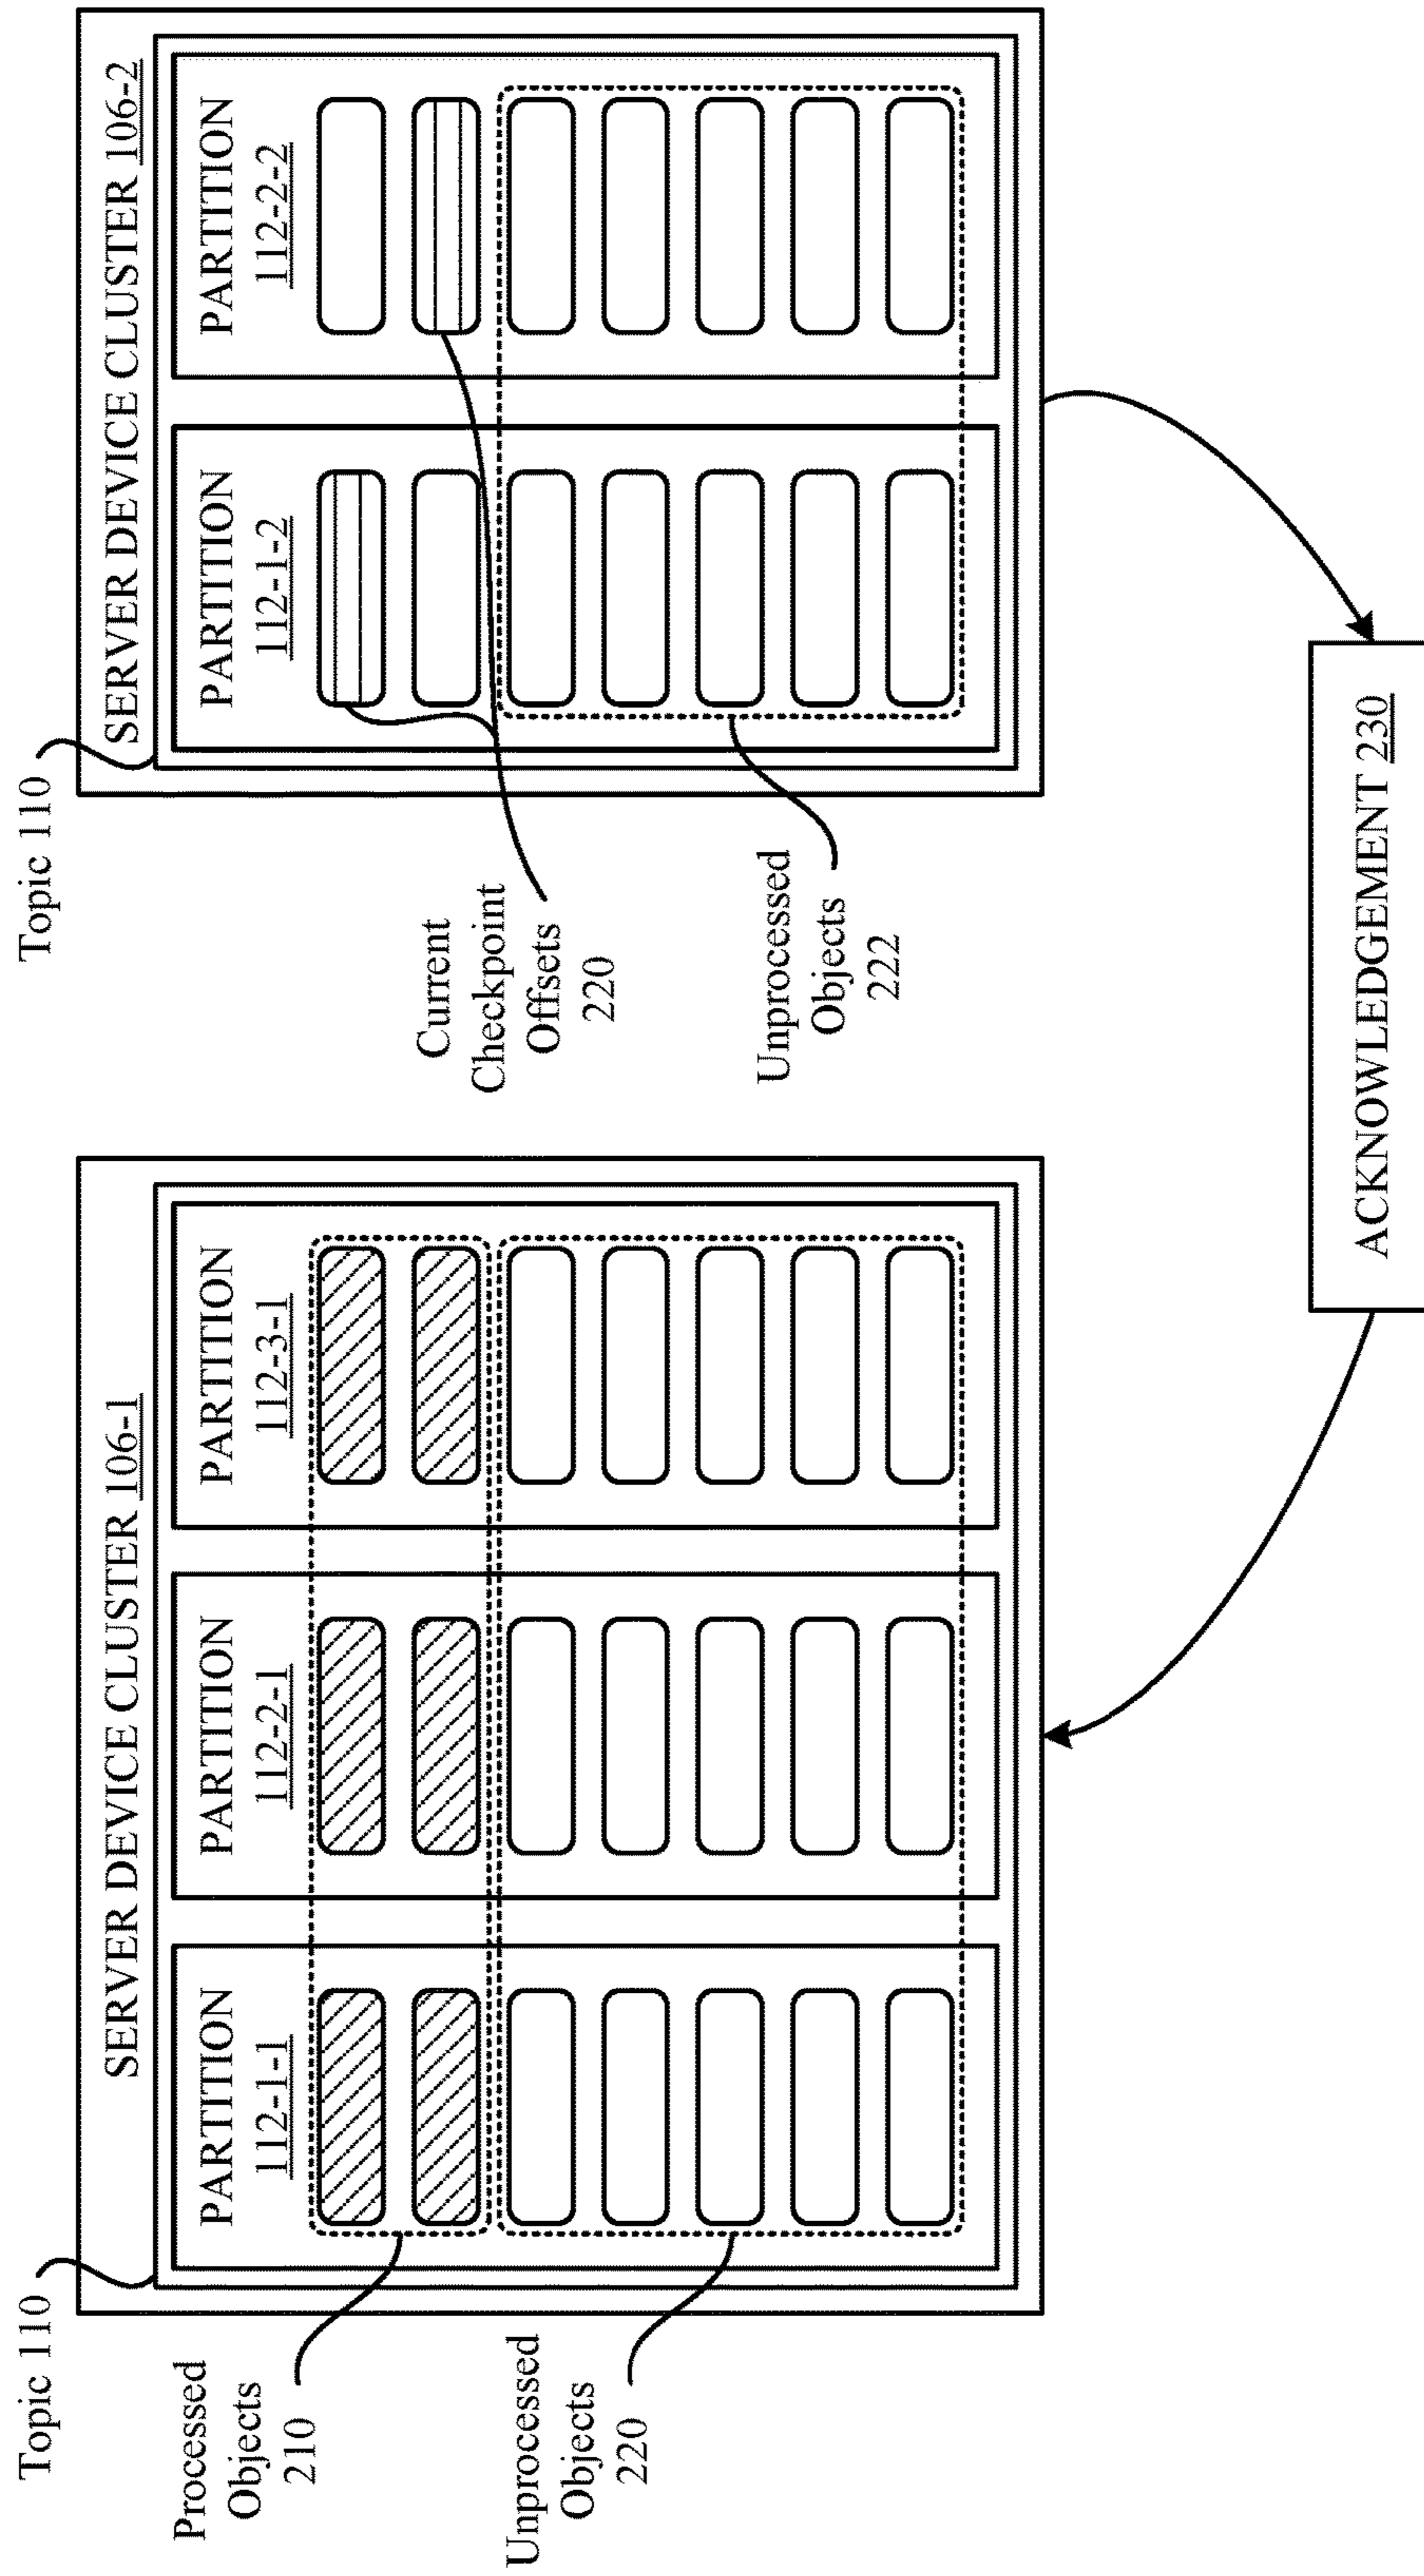 Topic 110
SERVER DEVICE CLUSTER 106-1
PARTITION
112-1-1
PARTITION
112-2-1
PARTITION
112-3-1
Processed
Objects
210
Unprocessed
Objects
220
Topic 110
SERVER DEVICE CLUSTER 106-2
PARTITION
112-1-2
PARTITION
112-2-2
Current
Checkpoint
Offsets
220
Unprocessed
Objects
222
ACKNOWLEDGEMENT 230